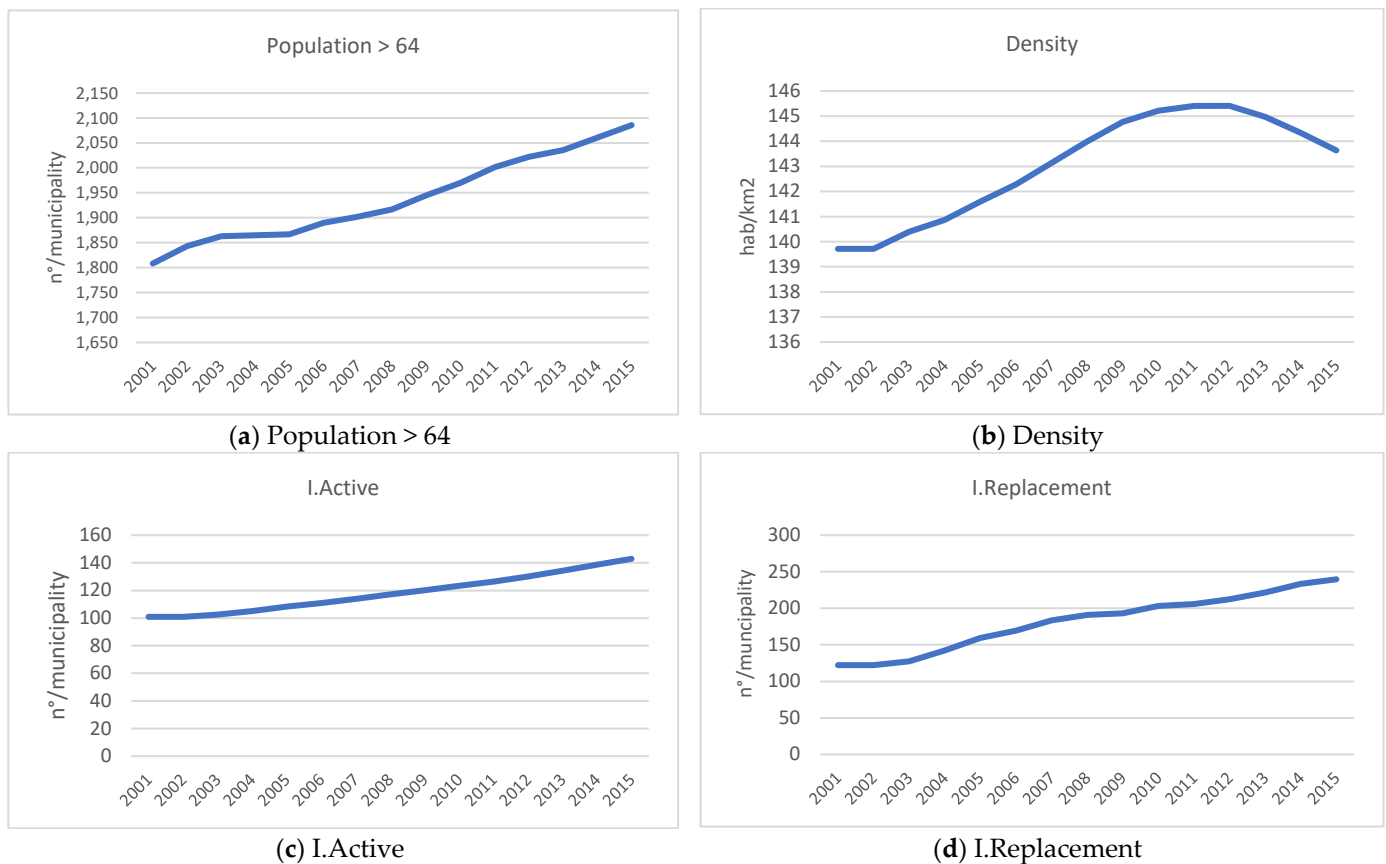 Population > 64
n°/municipality
2,150
2,100
2,050
2,000
1,950
1,900
1,850
1,800
1,750
1,700
1,650
2001 2002 2003 2004 2005 2006 2007 2008 2009 2010 2011 2012 2013 2014 2015
(a) Population > 64
Density
hab/km2
146
145
144
143
142
141
140
139
138
137
136
2001 2002 2003 2004 2005 2006 2007 2008 2009 2010 2011 2012 2013 2014 2015
(b) Density
I.Active
n°/municipality
160
140
120
100
80
60
40
20
0
2001 2002 2003 2004 2005 2006 2007 2008 2009 2010 2011 2012 2013 2014 2015
(c) I.Active
I.Replacement
n°/muncipality
300
250
200
150
100
50
0
2001 2002 2003 2004 2005 2006 2007 2008 2009 2010 2011 2012 2013 2014 2015
(d) I.Replacement